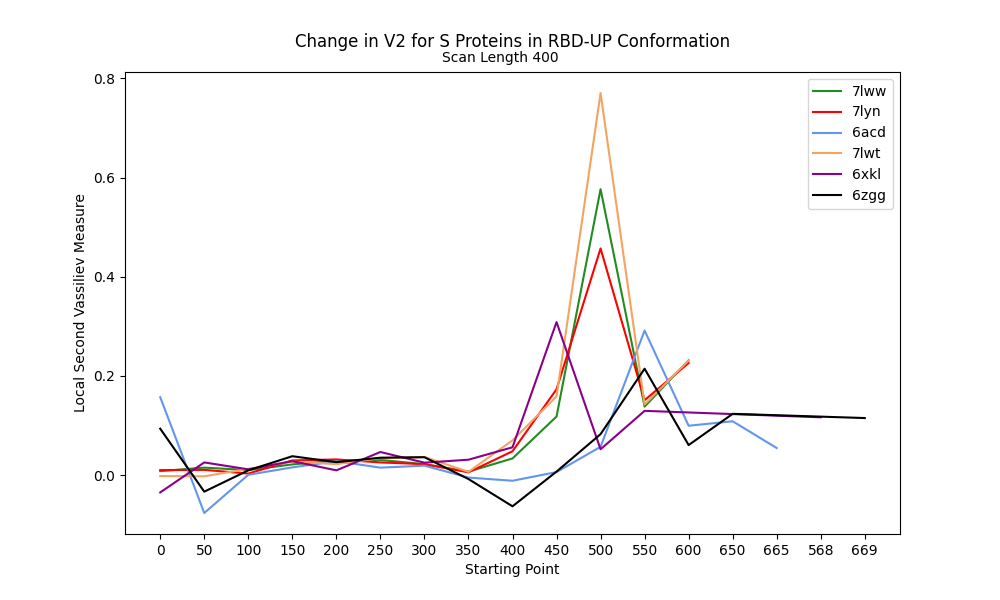 Change in V2 for S Proteins in RBD-UP Conformation
Scan Length 400
0.8
0.6
0.4
0.2
0.0
Local Second Vassiliev Measure
7lww
7lyn
6acd
7lwt
6xkl
6zgg
0 50 100 150 200 250 300 350 400 450 500 550 600 650 665 568 669
Starting Point